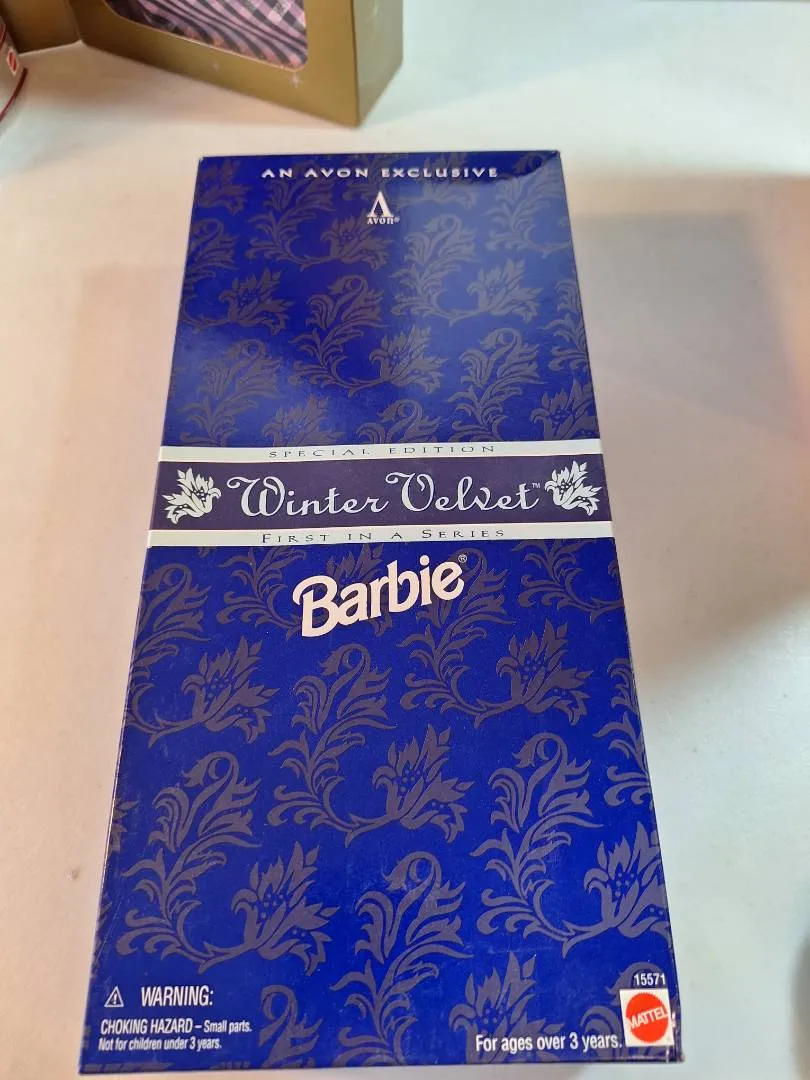 AN AVON EXCLUSIVE
A
AVON®
SPECIAL EDITION
Winter Velvet™
FIRST IN A SERIES
Barbie®
15571
⚠ WARNING:
CHOKING HAZARD – Small parts.
Not for children under 3 years.
For ages over 3 years.
MATTEL